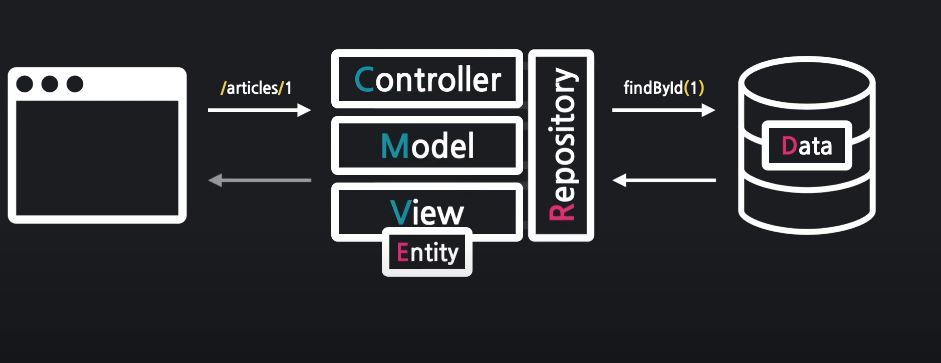 /articles/1
Controller
Model
View
Entity
Repository
findById(1)
Data